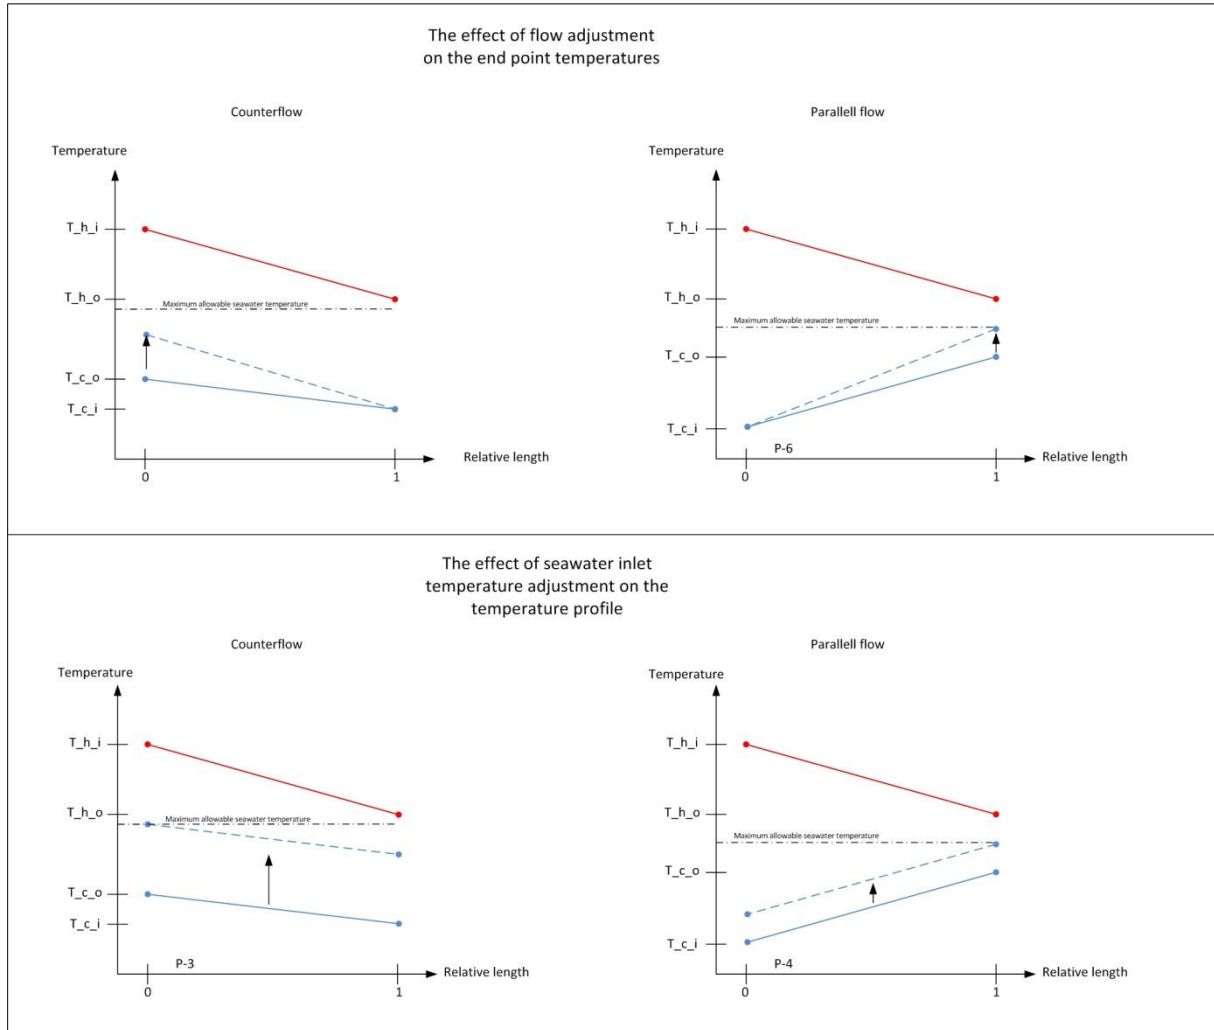 The effect of flow adjustment
on the end point temperatures
Counterflow
Temperature
T_h_i
T_h_o
Maximum allowable seawater temperature
T_c_o
T_c_i
Relative length
0
1
Parallell flow
Temperature
T_h_i
T_h_o
Maximum allowable seawater temperature
T_c_o
T_c_i
P-6
Relative length
0
1
The effect of seawater inlet
temperature adjustment on the
temperature profile
Counterflow
Temperature
T_h_i
T_h_o
Maximum allowable seawater temperature
T_c_o
T_c_i
P-3
Relative length
0
1
Parallell flow
Temperature
T_h_i
T_h_o
Maximum allowable seawater temperature
T_c_o
T_c_i
P-4
Relative length
0
1